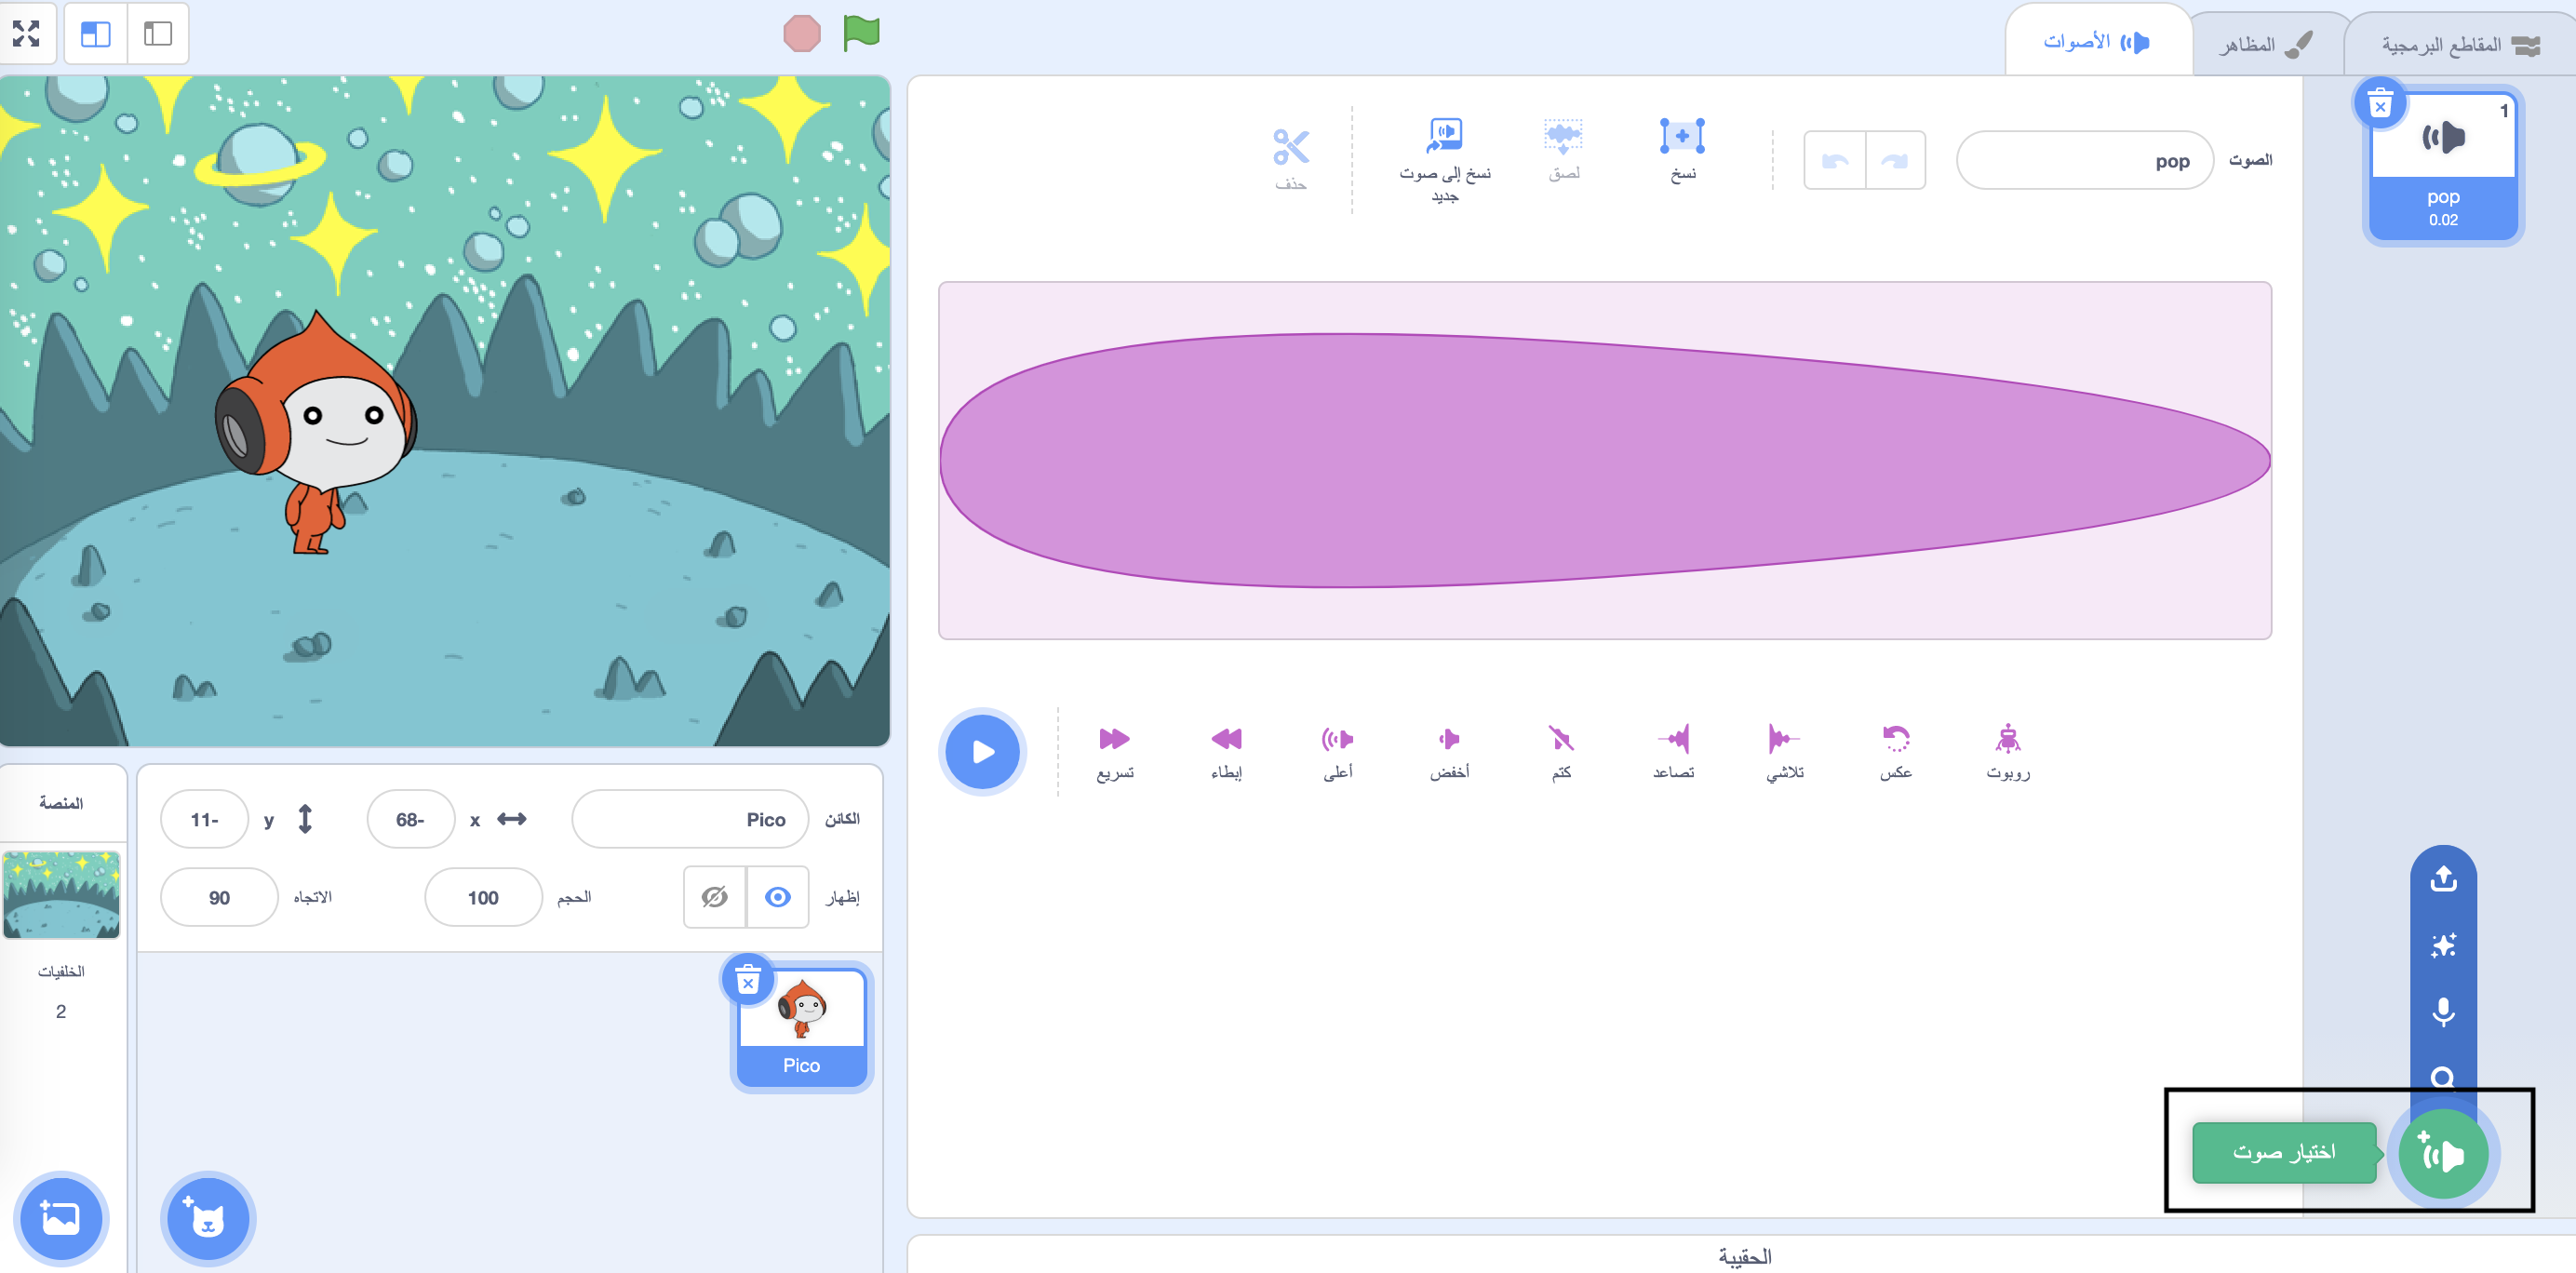 المقاطع البرمجية
المظاهر
الأصوات
1
pop
0.02
الصوت
pop
نسخ
لصق
نسخ إلى صوت
جديد
حذف
روبوت
عكس
تلاشي
تصاعد
كتم
أخفض
أعلى
إبطاء
تسريع
اختيار صوت
الحقيبة
الكائن
Pico
x
68-
y
11-
إظهار
الحجم
100
الاتجاه
90
Pico
المنصة
الخلفيات
2